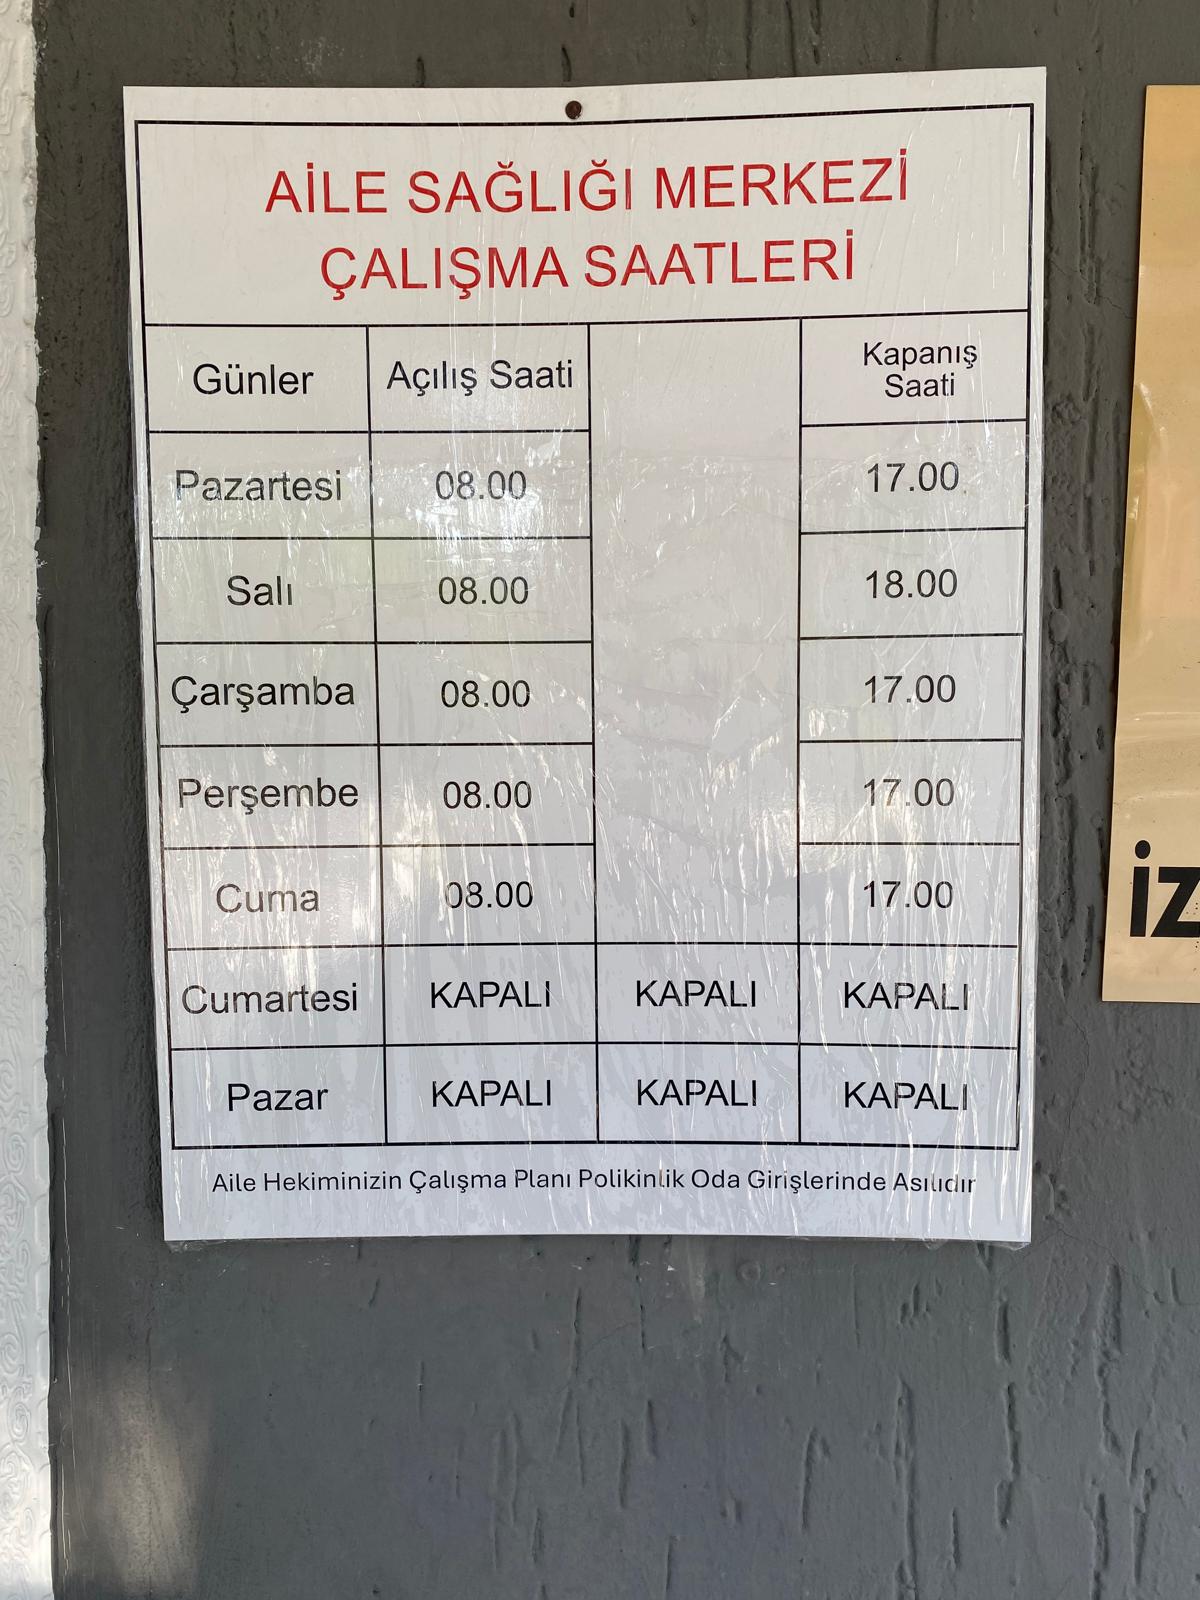 AİLE SAĞLIĞI MERKEZİ
ÇALIŞMA SAATLERİ
Günler Açılış Saati Kapanış Saati
Pazartesi 08.00 17.00
Salı 08.00 18.00
Çarşamba 08.00 17.00
Perşembe 08.00 17.00
Cuma 08.00 17.00
Cumartesi KAPALI KAPALI KAPALI
Pazar KAPALI KAPALI KAPALI
Aile Hekiminizin Çalışma Planı Polikinlik Oda Girişlerinde Asılıdır
İZ